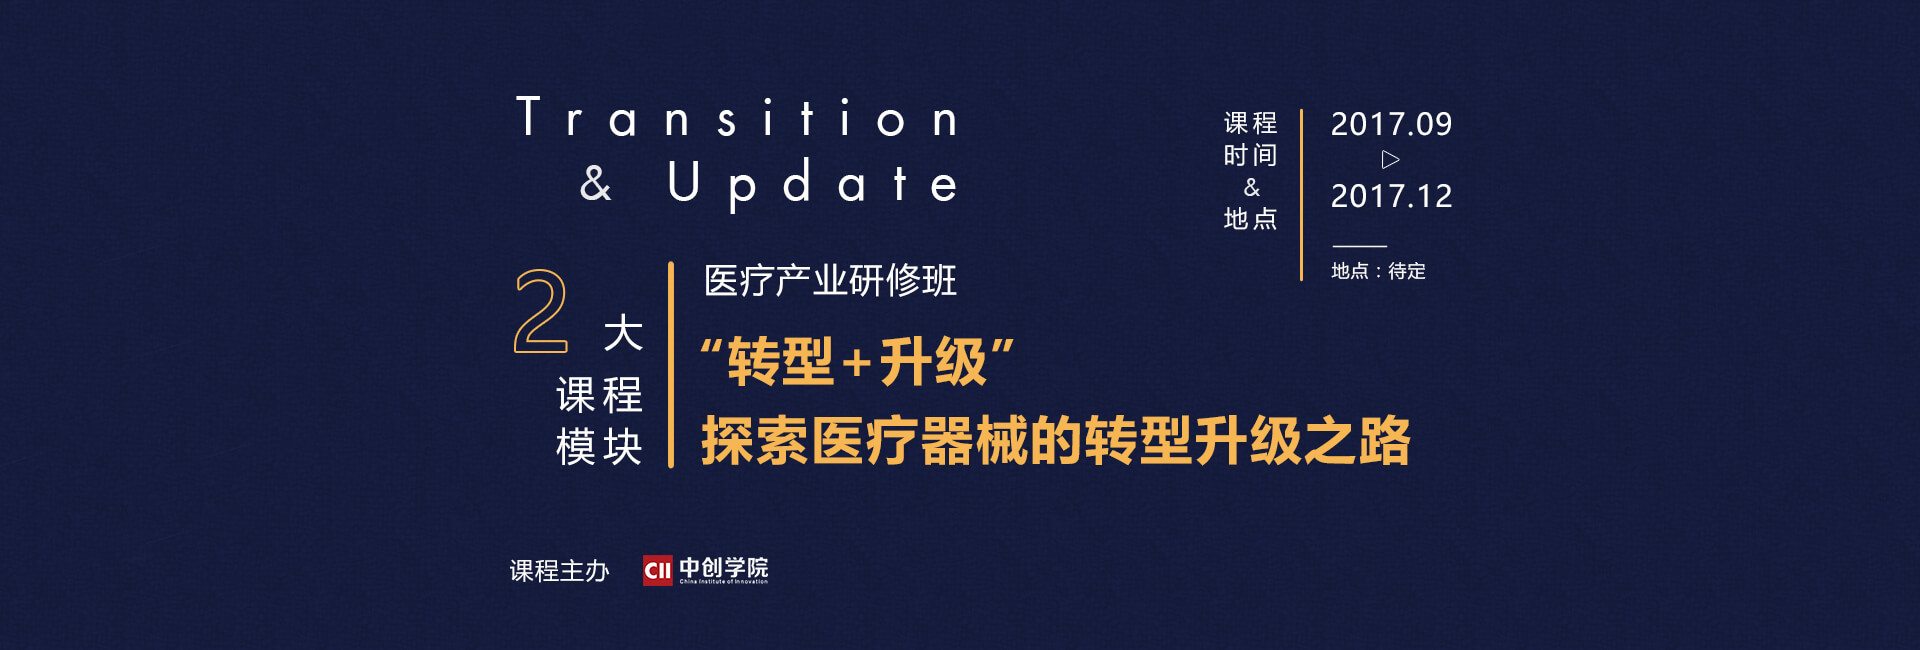 Transition
& Update
2大
课程
模块
医疗产业研修班
“转型+升级”
探索医疗器械的转型升级之路
课程
时间
&
地点
2017.09
2017.12
地点：待定
课程主办
CII 中创学院
China Institute of Innovation